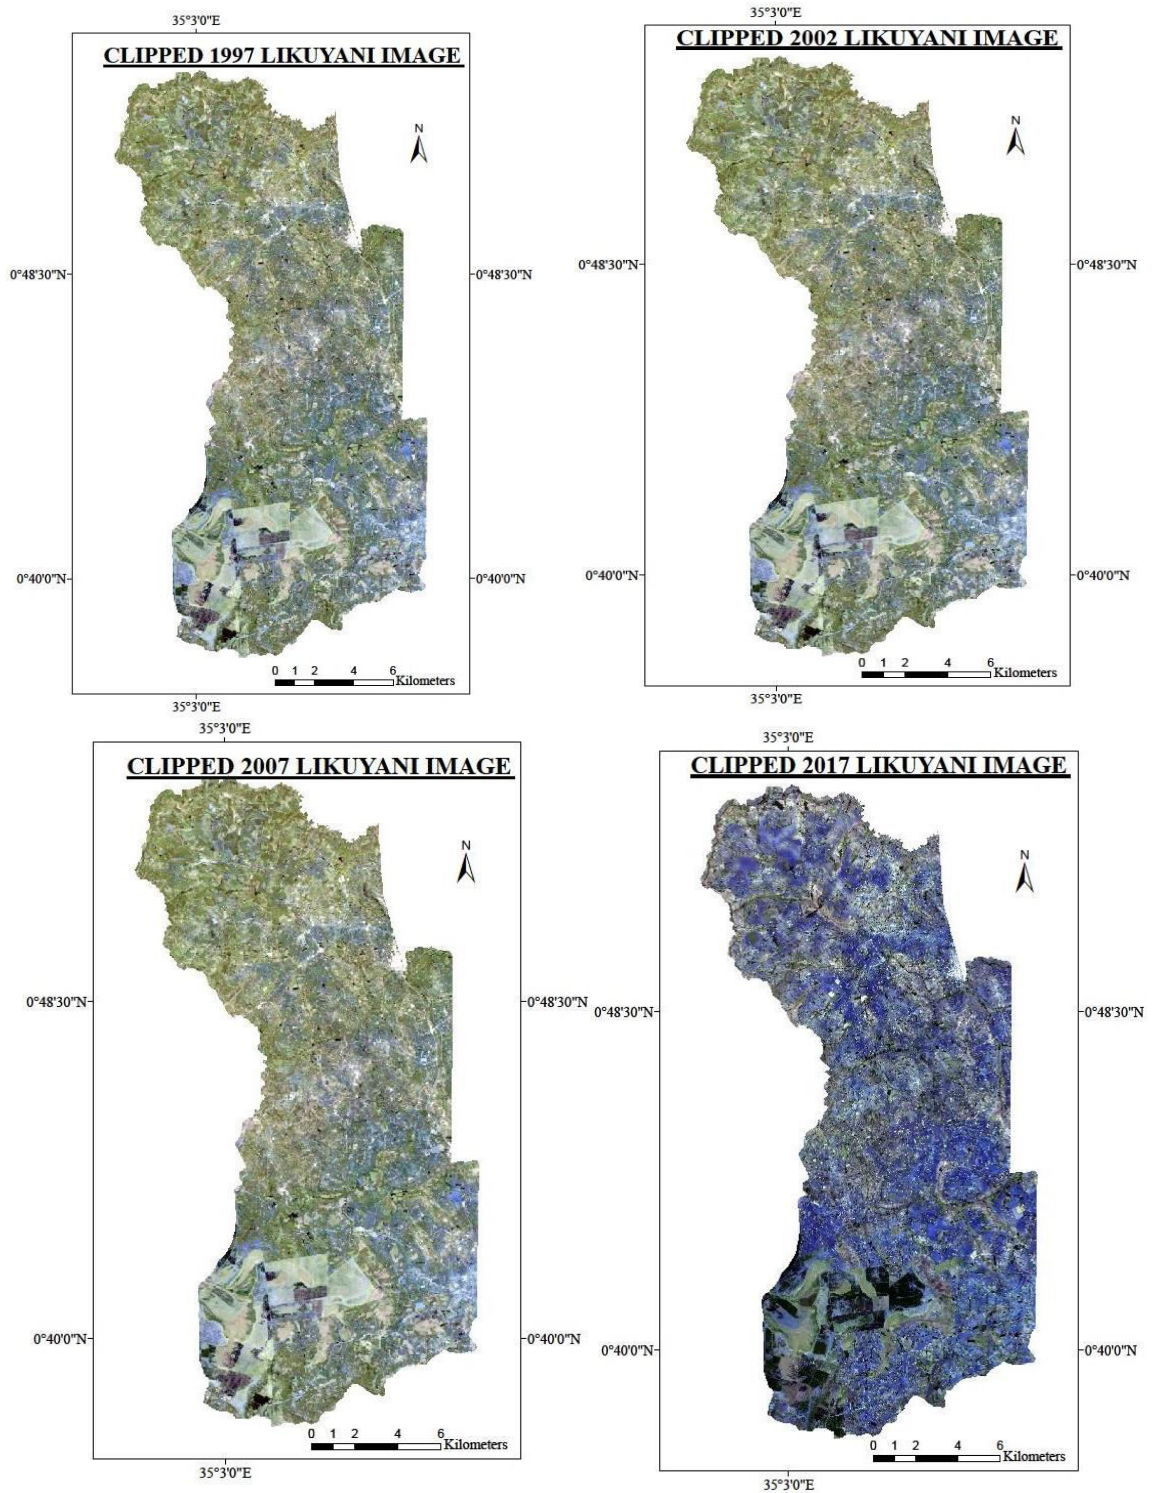 35°3'0"E
CLIPPED 1997 LIKUYANI IMAGE
N
0°48'30"N
0°48'30"N
0°40'0"N
0°40'0"N
0 1 2 4 6
Kilometers
35°3'0"E
35°3'0"E
CLIPPED 2002 LIKUYANI IMAGE
N
0°48'30"N
0°48'30"N
0°40'0"N
0°40'0"N
0 1 2 4 6
Kilometers
35°3'0"E
35°3'0"E
CLIPPED 2007 LIKUYANI IMAGE
N
0°48'30"N
0°48'30"N
0°40'0"N
0°40'0"N
0 1 2 4 6
Kilometers
35°3'0"E
35°3'0"E
CLIPPED 2017 LIKUYANI IMAGE
N
0°48'30"N
0°48'30"N
0°40'0"N
0°40'0"N
0 1 2 4 6
Kilometers
35°3'0"E